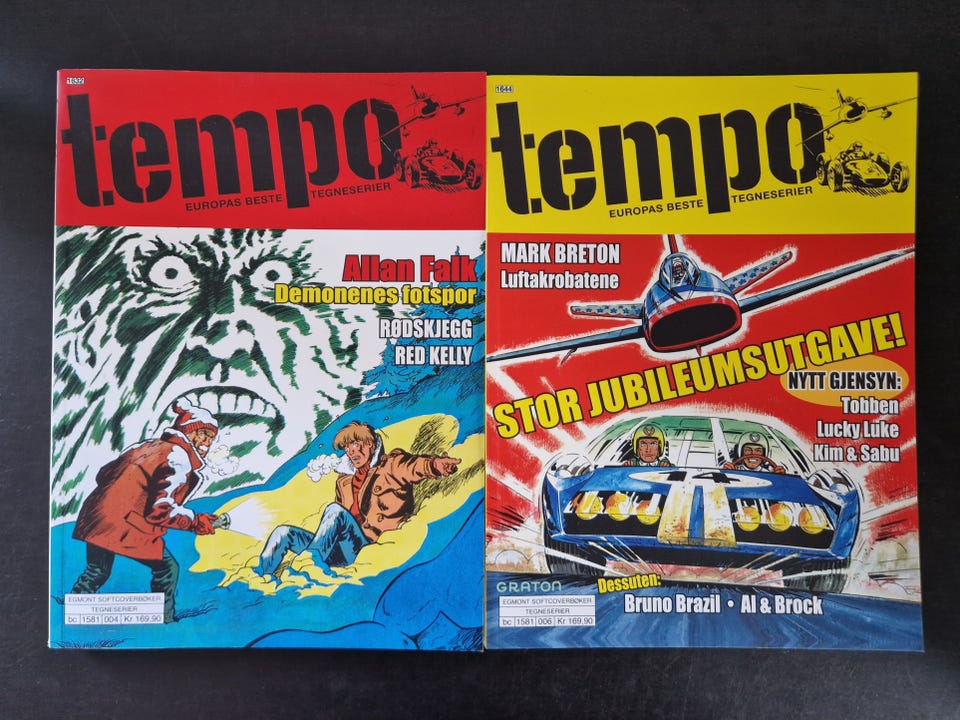 1632
tempo
EUROPAS BESTE TEGNESERIER
Allan Falk
Demonenes fotspor
RØDSKJEGG
RED KELLY
EGMONT SOFTCOVERBØKER
TEGNESERIER
bc 1581 004 Kr 169,90
1644
tempo
EUROPAS BESTE TEGNESERIER
MARK BRETON
Luftakrobatene
STOR JUBILEUMSUTGAVE!
NYTT GJENSYN:
Tobben
Lucky Luke
Kim & Sabu
14
GRATON
Dessuten:
Bruno Brazil • Al & Brock
EGMONT SOFTCOVERBØKER
TEGNESERIER
bc 1581 006 Kr 169,90